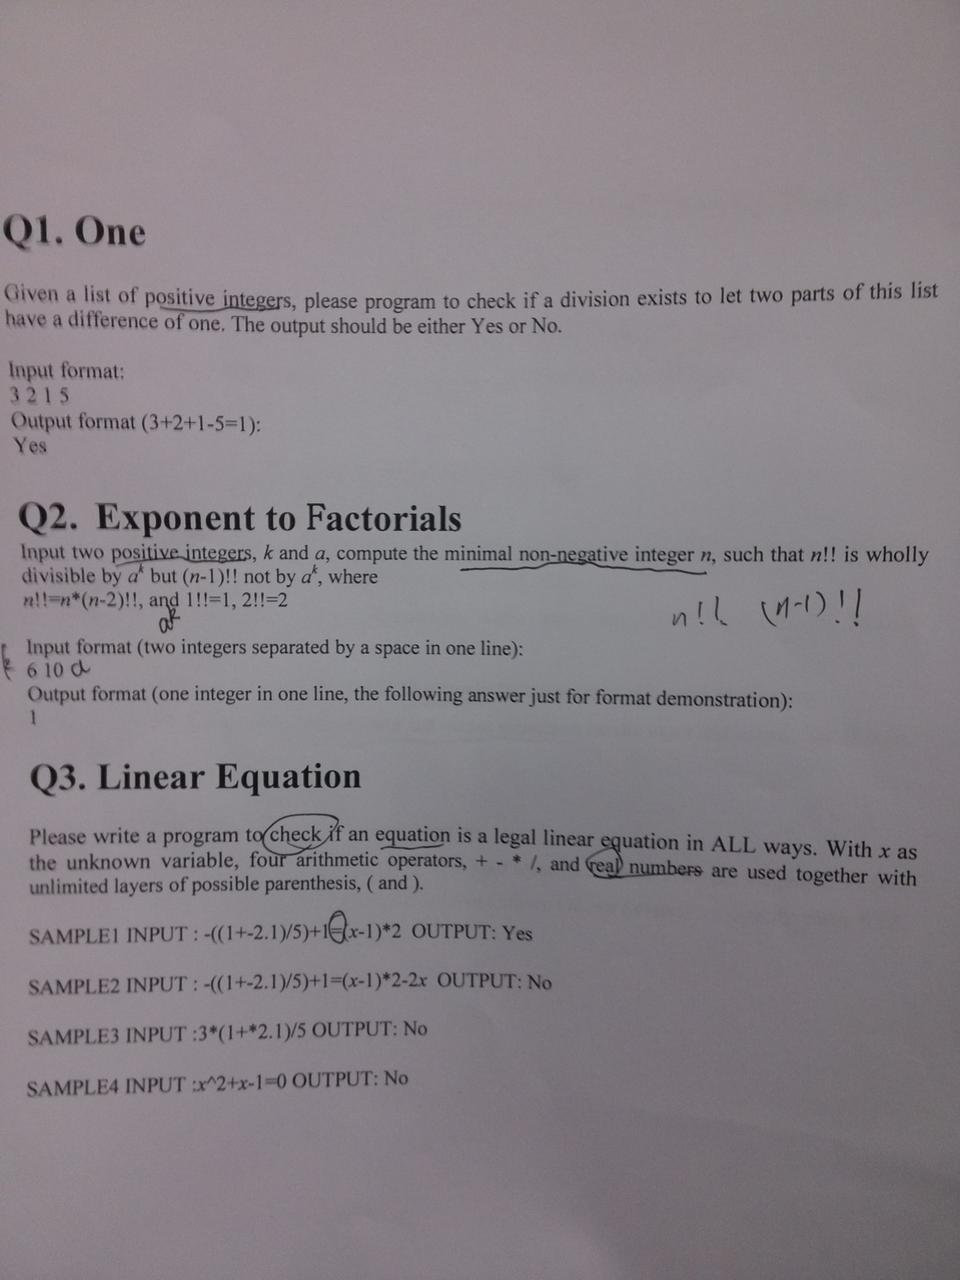 Q1. One
Given a list of positive integers, please program to check if a division exists to let two parts of this list
have a difference of one. The output should be either Yes or No.
Input format:
3 2 1 5
Output format (3+2+1-5=1):
Yes
Q2. Exponent to Factorials
Input two positive integers, k and a, compute the minimal non-negative integer n, such that n!! is wholly
divisible by a^k but (n-1)!! not by a^k, where
n!!=n*(n-2)!!, and 1!!=1, 2!!=2
a^k
n!! (n-1)!!
Input format (two integers separated by a space in one line):
k 6 10 a
Output format (one integer in one line, the following answer just for format demonstration):
1
Q3. Linear Equation
Please write a program to check if an equation is a legal linear equation in ALL ways. With x as
the unknown variable, four arithmetic operators, + - * /, and real numbers are used together with
unlimited layers of possible parenthesis, ( and ).
SAMPLE1 INPUT : -((1+-2.1)/5)+1=(x-1)*2 OUTPUT: Yes
SAMPLE2 INPUT : -((1+-2.1)/5)+1=(x-1)*2-2x OUTPUT: No
SAMPLE3 INPUT :3*(1+*2.1)/5 OUTPUT: No
SAMPLE4 INPUT :x^2+x-1=0 OUTPUT: No